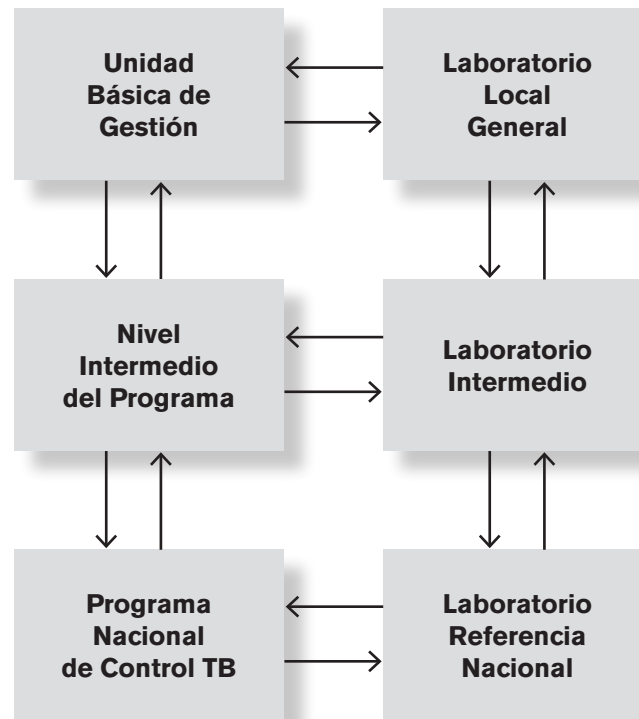 Unidad
Básica de
Gestión
Laboratorio
Local
General
Nivel
Intermedio
del Programa
Laboratorio
Intermedio
Programa
Nacional
de Control TB
Laboratorio
Referencia
Nacional